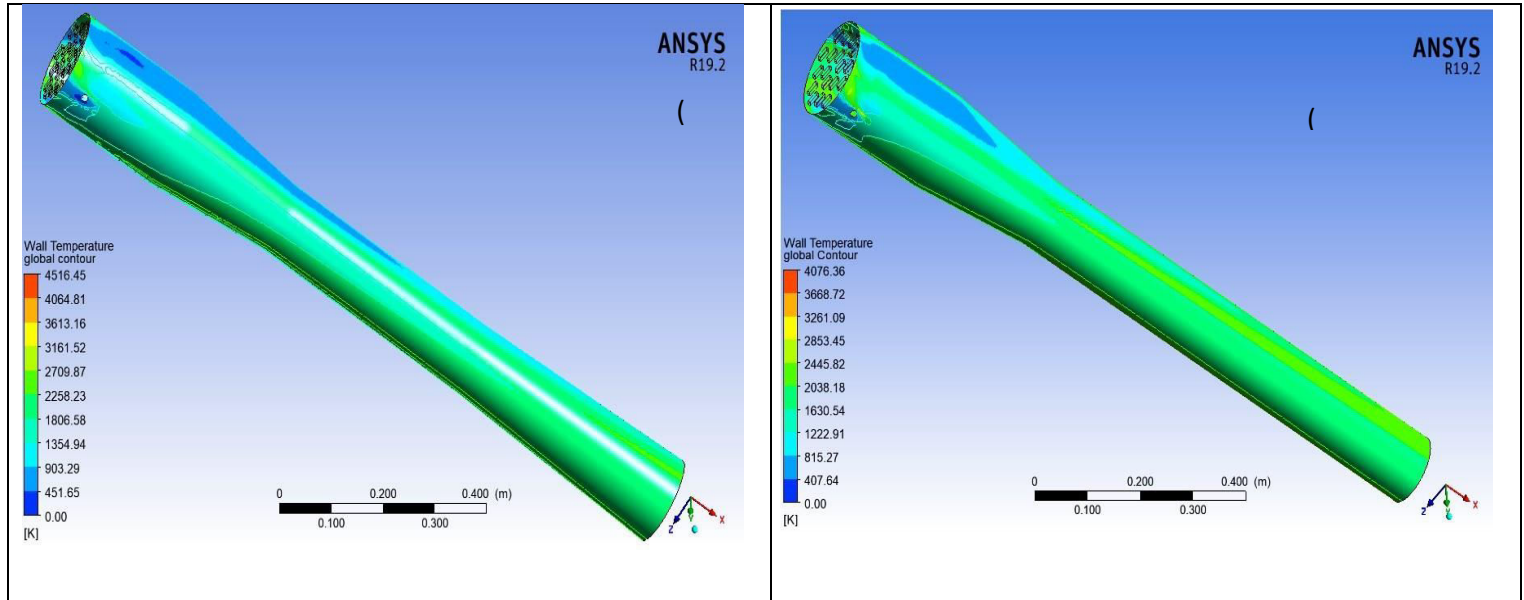 ANSYS
R19.2
(
Wall Temperature
global contour
4516.45
4064.81
3613.16
3161.52
2709.87
2258.23
1806.58
1354.94
903.29
451.65
0.00
[K]
0 0.200 0.400 (m)
0.100 0.300
Z X
ANSYS
R19.2
(
Wall Temperature
global Contour
4076.36
3668.72
3261.09
2853.45
2445.82
2038.18
1630.54
1222.91
815.27
407.64
0.00
[K]
0 0.200 0.400 (m)
0.100 0.300
Z X